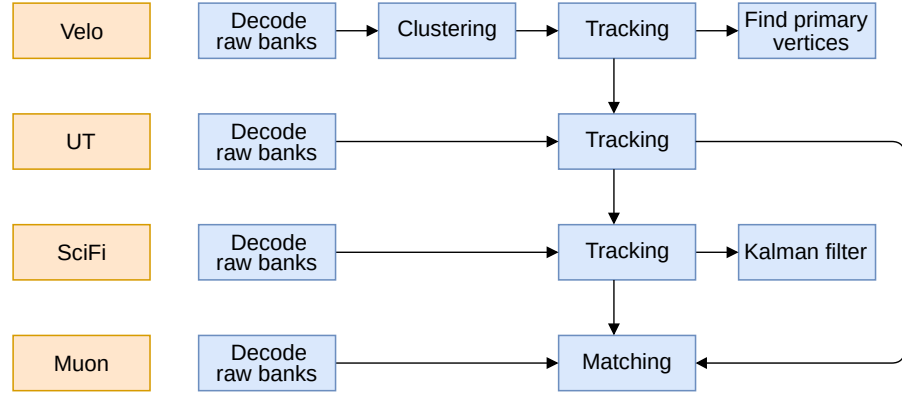 Velo
Decode
raw banks
Clustering
Tracking
Find primary
vertices
UT
Decode
raw banks
Tracking
SciFi
Decode
raw banks
Tracking
Kalman filter
Muon
Decode
raw banks
Matching